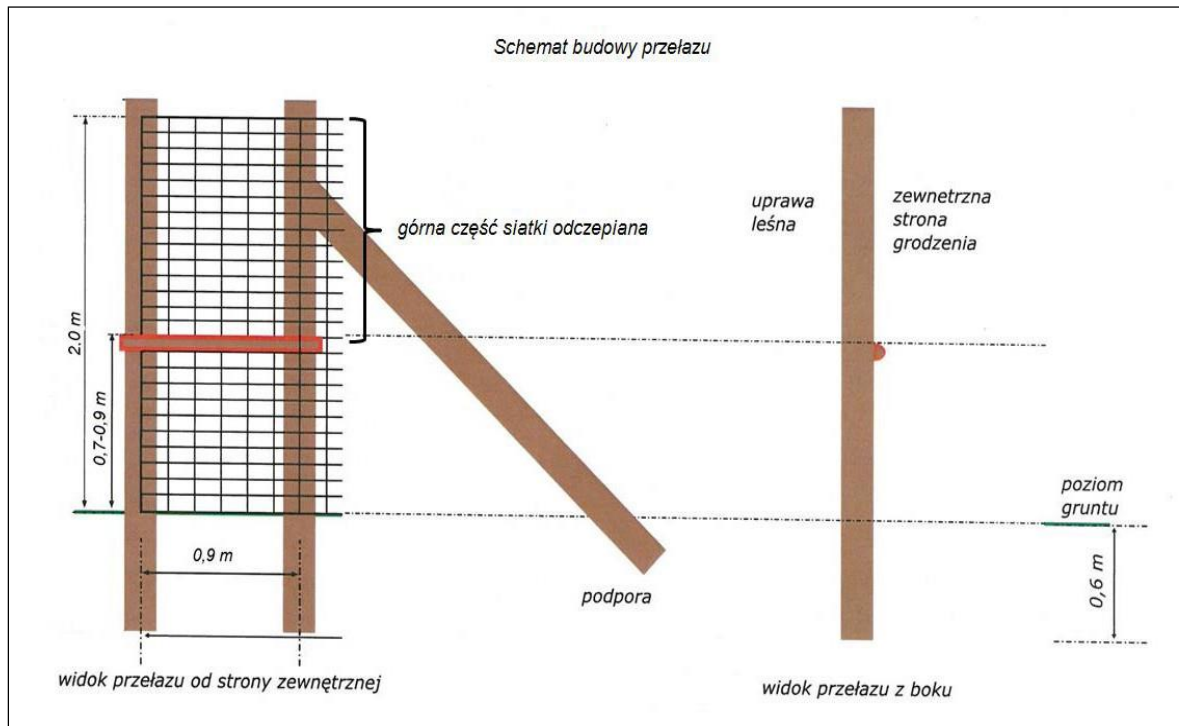 Schemat budowy przełazu
2.0 m
0,7-0,9 m
górna część siatki odczepiana
uprawa
leśna
zewnetrzna
strona
grodzenia
0,9 m
podpora
poziom
gruntu
0,6 m
widok przełazu od strony zewnętrznej
widok przełazu z boku